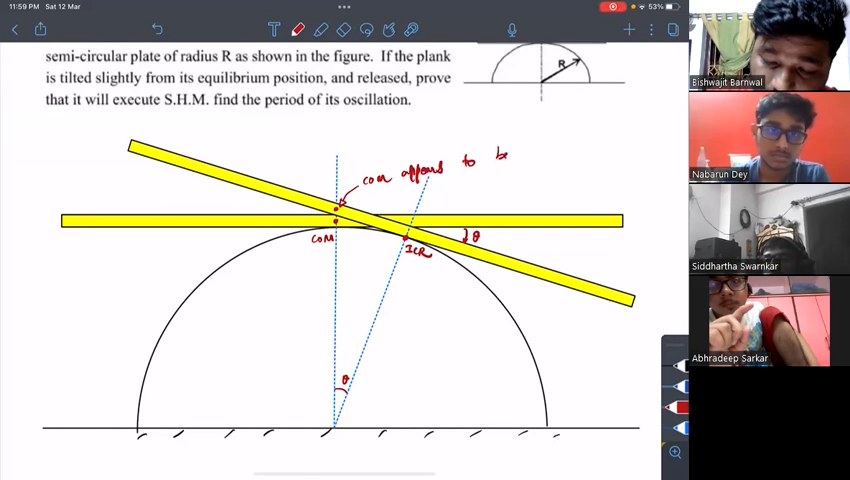 11:59 PM Sat 12 Mar
53%
semi-circular plate of radius R as shown in the figure. If the plank
is tilted slightly from its equilibrium position, and released, prove
that it will execute S.H.M. find the period of its oscillation.
R
COM appears to be
COM
θ
ICR
θ
Bishwajit Barnwal
Nabarun Dey
Siddhartha Swarnkar
Abhradeep Sarkar